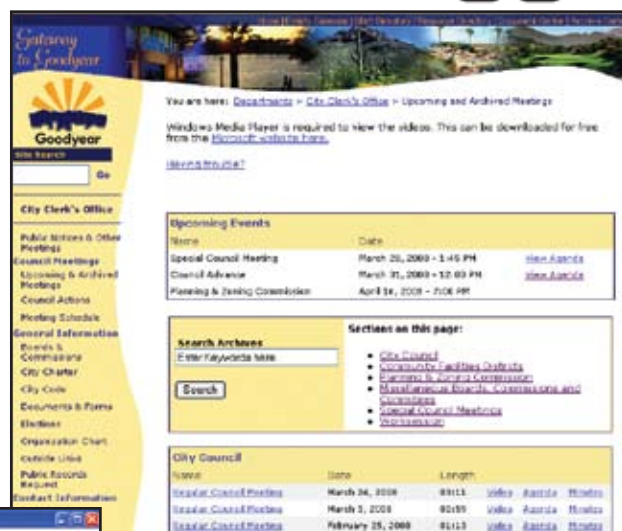 Gateway
to Goodyear
Goodyear
Site Search
Go
City Clerk's Office
Public Notices & Other
Meetings
Council Meetings
Upcoming & Archived
Meetings
Council Actions
Meeting Schedule
General Information
Boards &
Commissions
City Charter
City Code
Documents & Forms
Elections
Organization Chart
Outside Links
Public Records
Request
Contact Information
You are here: Departments > City Clerk's Office > Upcoming and Archived Meetings
Windows Media Player is required to view the videos. This can be downloaded for free
from the Microsoft website here.
Having trouble?
Upcoming Events
Name Date
Special Council Meeting March 2008 - 1:45 PM View Agenda
Council Advance March 31, 2008 - 12:00 PM View Agenda
Planning & Zoning Commission April 16, 2008 - 7:00 PM
Search Archives
Enter Keywords here
Search
Sections on this page:
City Council
Community Facilities Districts
Planning & Zoning Commission
Miscellaneous Boards, Commissions and
Committees
Special Council Meetings
Worksession
City Council
Name Date Length
Regular Council Meeting March 24, 2008 Video Agenda Minutes
Regular Council Meeting March 3, 2008 Video Agenda Minutes
Regular Council Meeting February 25, 2008 Video Agenda Minutes